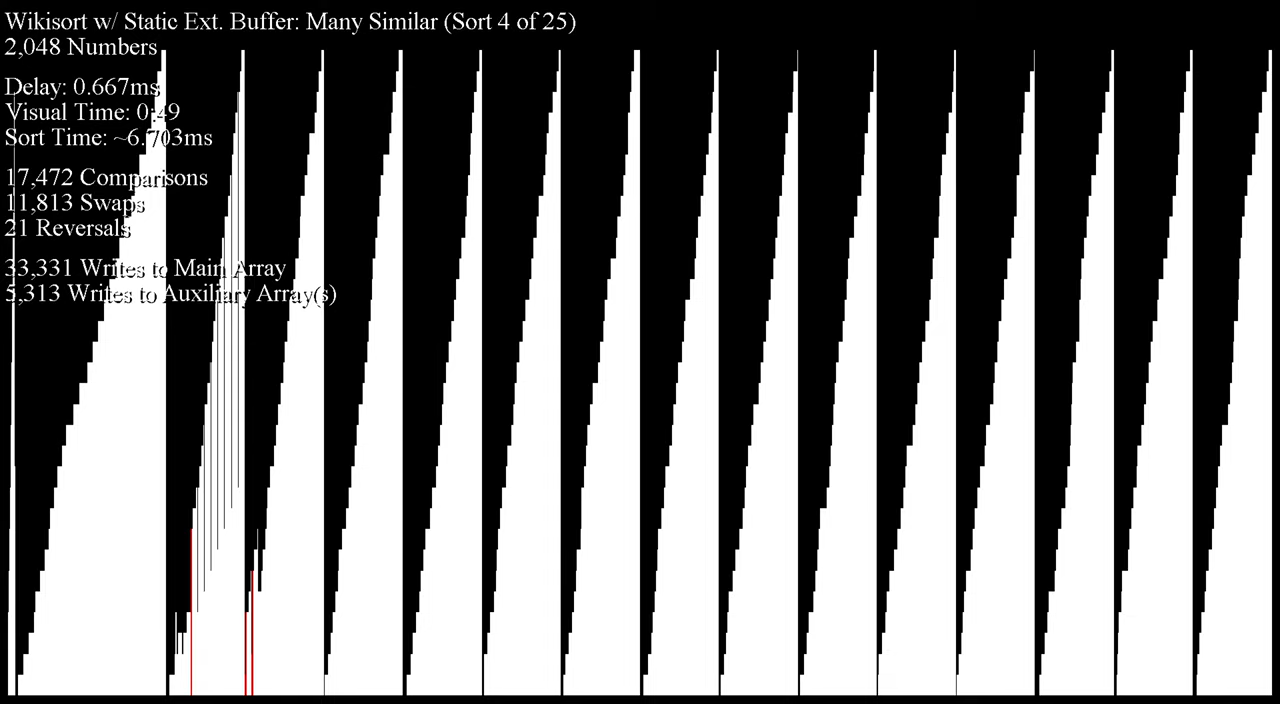 Wikisort w/ Static Ext. Buffer: Many Similar (Sort 4 of 25)
2,048 Numbers
Delay: 0.667ms
Visual Time: 0:49
Sort Time: ~6.703ms
17,472 Comparisons
11,813 Swaps
21 Reversals
33,331 Writes to Main Array
5,313 Writes to Auxiliary Array(s)